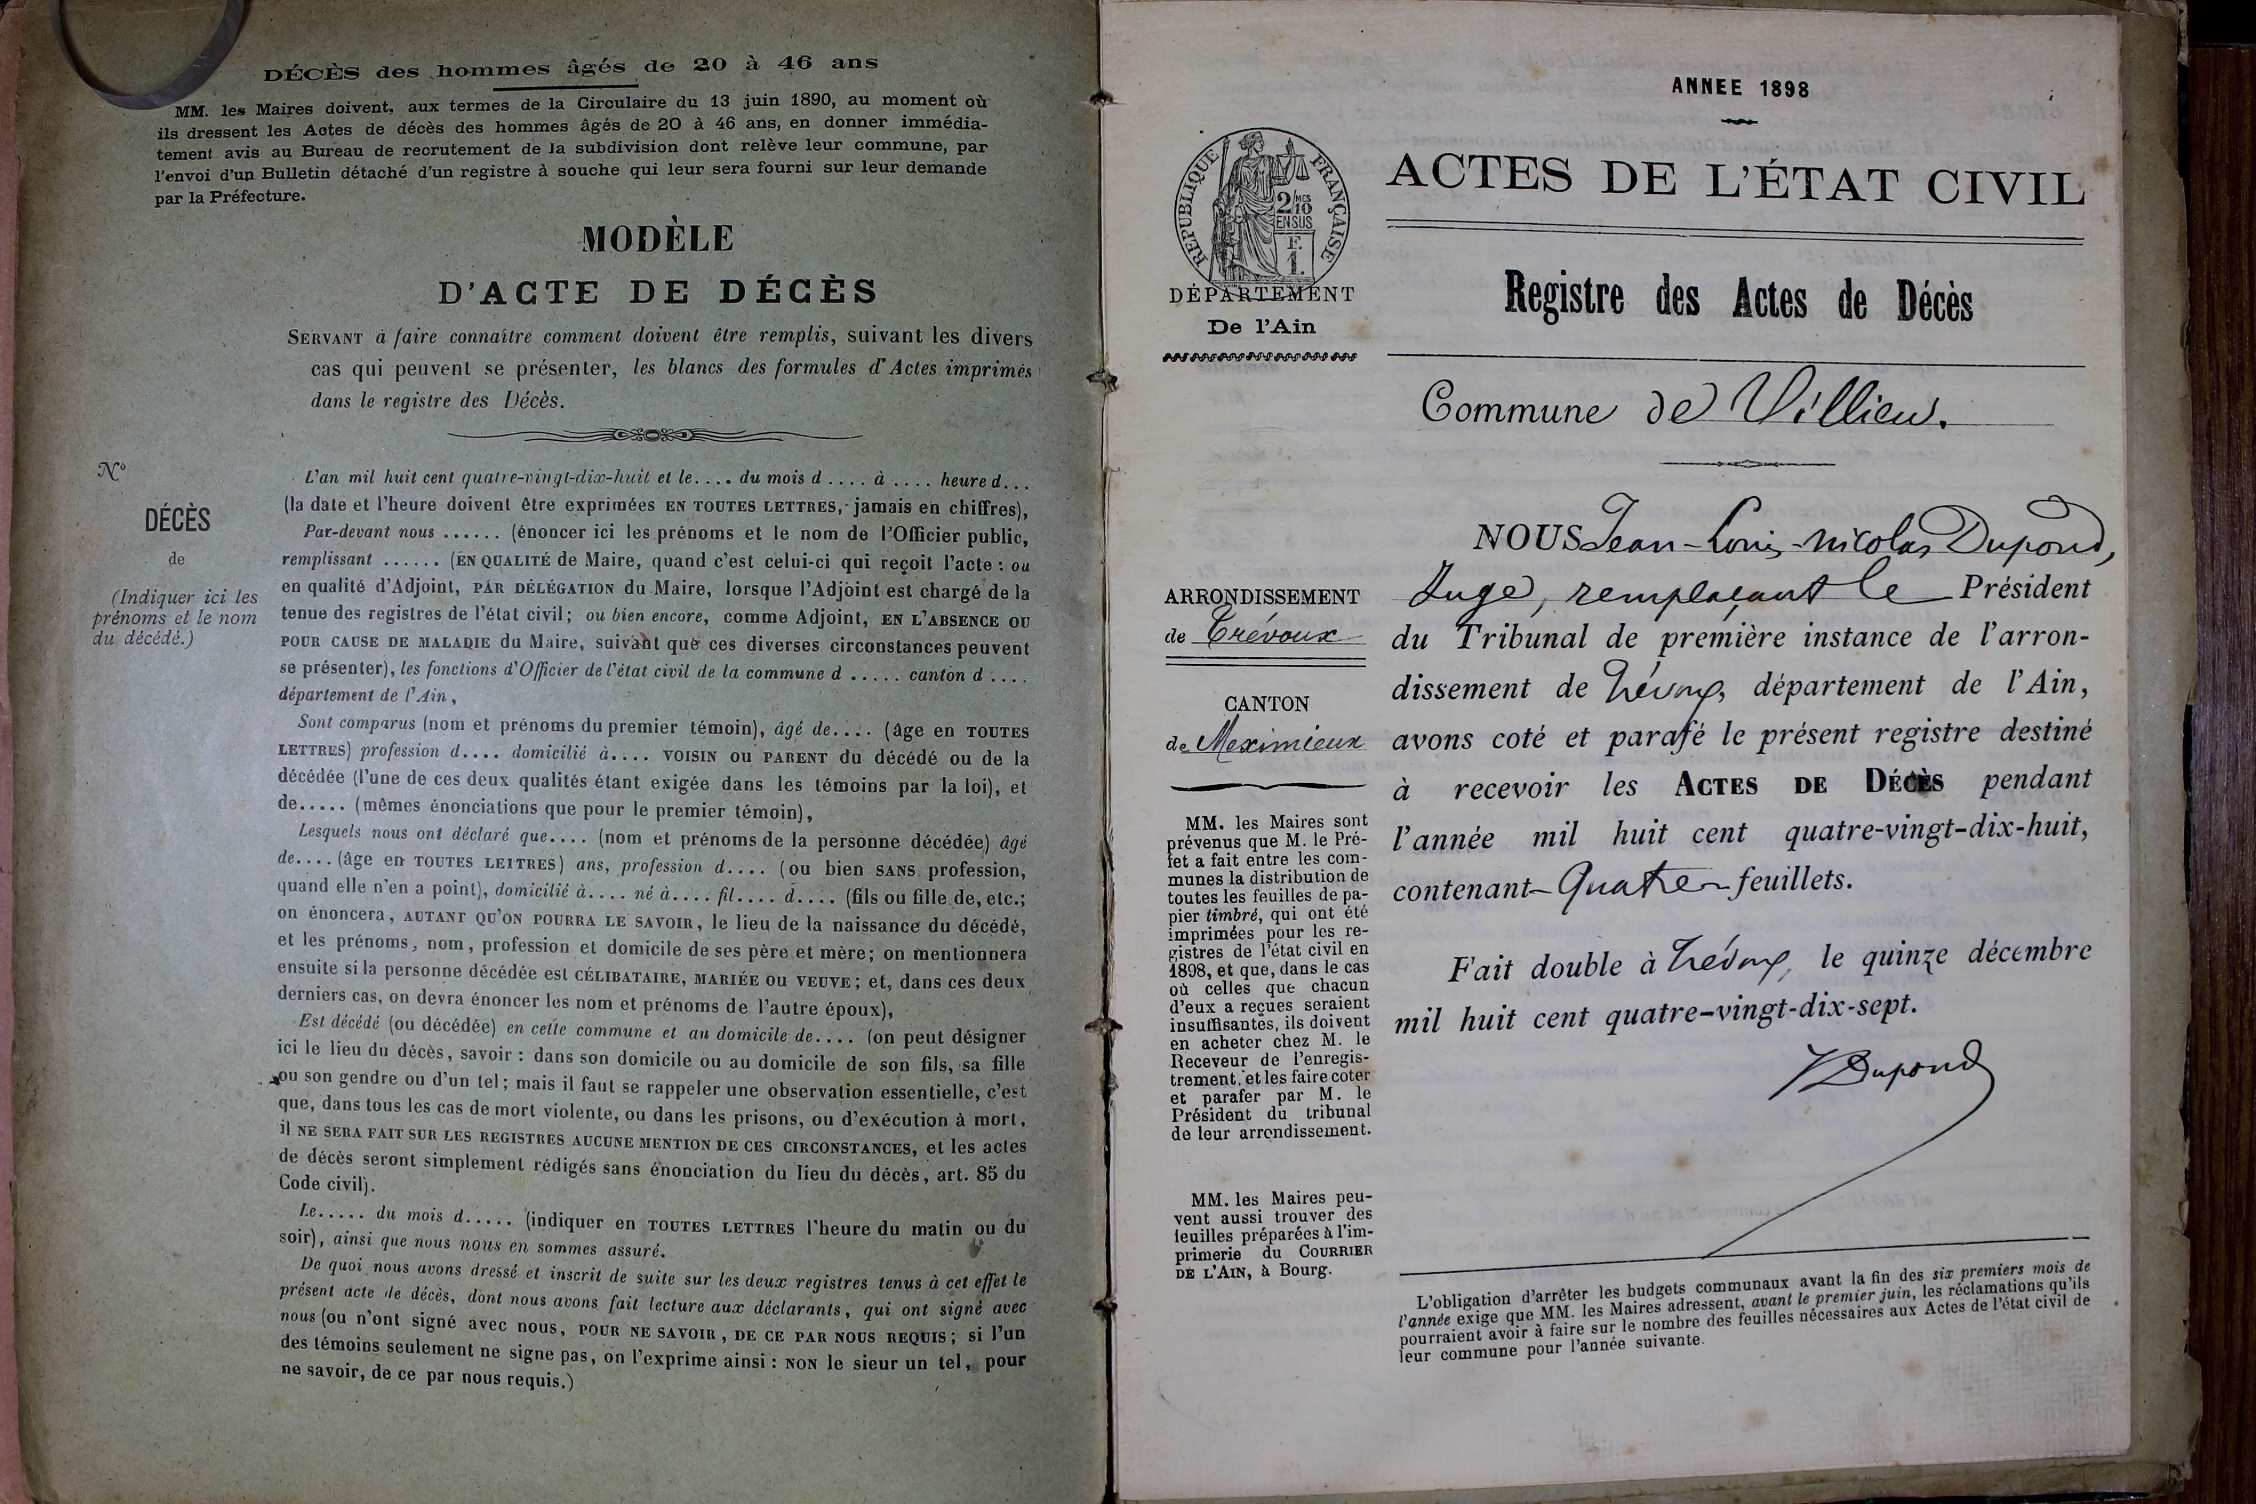 DÉCÈS des hommes âgés de 20 à 46 ans
MM. les Maires doivent, aux termes de la Circulaire du 13 juin 1890, au moment où
ils dressent les Actes de décès des hommes âgés de 20 à 46 ans, en donner immédia-
tement avis au Bureau de recrutement de la subdivision dont relève leur commune, par
l'envoi d'un Bulletin détaché d'un registre à souche qui leur sera fourni sur leur demande
par la Préfecture.
MODÈLE
D'ACTE DE DÉCÈS
SERVANT à faire connaître comment doivent être remplis, suivant les divers
cas qui peuvent se présenter, les blancs des formules d'Actes imprimés
dans le registre des Décès.
N°
DÉCÈS
de
(Indiquer ici les
prénoms et le nom
du décédé.)
L'an mil huit cent quatre-vingt-dix-huit et le.... du mois d .... à .... heure d...
(la date et l'heure doivent être exprimées EN TOUTES LETTRES, jamais en chiffres),
Par-devant nous ...... (énoncer ici les prénoms et le nom de l'Officier public,
remplissant ...... (EN QUALITÉ de Maire, quand c'est celui-ci qui reçoit l'acte : ou
en qualité d'Adjoint, PAR DÉLÉGATION du Maire, lorsque l'Adjoint est chargé de la
tenue des registres de l'état civil; ou bien encore, comme Adjoint, EN L'ABSENCE OU
POUR CAUSE DE MALADIE du Maire, suivant que ces diverses circonstances peuvent
se présenter), les fonctions d'Officier de l'état civil de la commune d ..... canton d ....
département de l'Ain,
Sont comparus (nom et prénoms du premier témoin), âgé de.... (âge en TOUTES
LETTRES) profession d.... domicilié à.... VOISIN OU PARENT du décédé ou de la
décédée (l'une de ces deux qualités étant exigée dans les témoins par la loi), et
de..... (mêmes énonciations que pour le premier témoin),
Lesquels nous ont déclaré que.... (nom et prénoms de la personne décédée) âgé
de.... (âge en TOUTES LETTRES) ans, profession d.... (ou bien SANS profession,
quand elle n'en a point), domicilié à.... né à.... fil.... d.... (fils ou fille de, etc.;
on énoncera, AUTANT QU'ON POURRA LE SAVOIR, le lieu de la naissance du décédé,
et les prénoms, nom, profession et domicile de ses père et mère; on mentionnera
ensuite si la personne décédée est CÉLIBATAIRE, MARIÉE OU VEUVE; et, dans ces deux
derniers cas, on devra énoncer les nom et prénoms de l'autre époux),
Est décédé (ou décédée) en cette commune et au domicile de.... (on peut désigner
ici le lieu du décès, savoir : dans son domicile ou au domicile de son fils, sa fille
ou son gendre ou d'un tel; mais il faut se rappeler une observation essentielle, c'est
que, dans tous les cas de mort violente, ou dans les prisons, ou d'exécution à mort,
il NE SERA FAIT SUR LES REGISTRES AUCUNE MENTION DE CES CIRCONSTANCES, et les actes
de décès seront simplement rédigés sans énonciation du lieu du décès, art. 85 du
Code civil).
Le..... du mois d..... (indiquer en TOUTES LETTRES l'heure du matin ou du
soir), ainsi que nous nous en sommes assuré.
De quoi nous avons dressé et inscrit de suite sur les deux registres tenus à cet effet le
présent acte de décès, dont nous avons fait lecture aux déclarants, qui ont signé avec
nous (ou n'ont signé avec nous, POUR NE SAVOIR, DE CE PAR NOUS REQUIS; si l'un
des témoins seulement ne signe pas, on l'exprime ainsi : NON le sieur un tel, pour
ne savoir, de ce par nous requis.)
ANNEE 1898
RÉPUBLIQUE FRANÇAISE
2/10 MES
EN SUS
F.
1.
DÉPARTEMENT
De l'Ain
ACTES DE L'ÉTAT CIVIL
Registre des Actes de Décès
Commune de Villieu.
ARRONDISSEMENT
de Trévoux
CANTON
de Meximieux
MM. les Maires sont
prévenus que M. le Pré-
fet a fait entre les com-
munes la distribution de
toutes les feuilles de pa-
pier timbré, qui ont été
imprimées pour les re-
gistres de l'état civil en
1898, et que, dans le cas
où celles que chacun
d'eux a reçues seraient
insuffisantes, ils doivent
en acheter chez M. le
Receveur de l'enregis-
trement, et les faire coter
et parafer par M. le
Président du tribunal
de leur arrondissement.
MM. les Maires peu-
vent aussi trouver des
feuilles préparées à l'im-
primerie du COURRIER
DE L'AIN, à Bourg.
NOUS Jean-Louis-Nicolas Dupond,
Juge, remplaçant le Président
du Tribunal de première instance de l'arron-
dissement de Trévoux, département de l'Ain,
avons coté et parafé le présent registre destiné
à recevoir les ACTES DE DÉCÈS pendant
l'année mil huit cent quatre-vingt-dix-huit,
contenant Quatre feuillets.
Fait double à Trévoux, le quinze décembre
mil huit cent quatre-vingt-dix-sept.
Dupond
L'obligation d'arrêter les budgets communaux avant la fin des six premiers mois de
l'année exige que MM. les Maires adressent, avant le premier juin, les réclamations qu'ils
pourraient avoir à faire sur le nombre des feuilles nécessaires aux Actes de l'état civil de
leur commune pour l'année suivante.